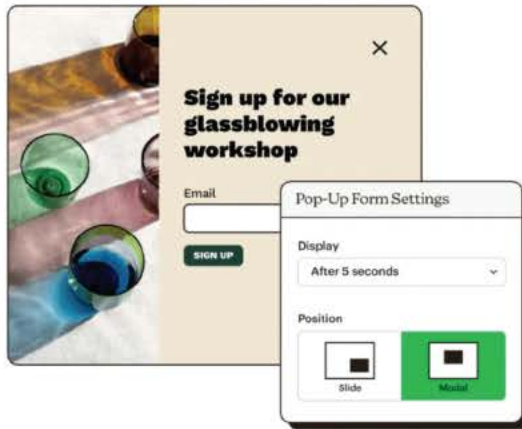 Sign up for our
glassblowing
workshop
Email
SIGN UP
Pop-Up Form Settings
Display
After 5 seconds
Position
Slide
Modal